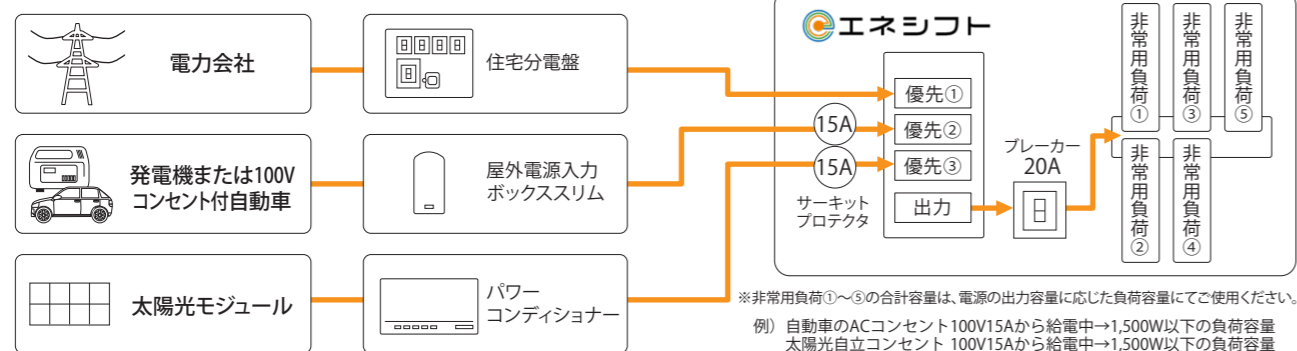 エネシフト
電力会社
住宅分電盤
発電機または100V
コンセント付自動車
屋外電源入力
ボックススリム
太陽光モジュール
パワー
コンディショナー
15A
15A
サーキット
プロテクタ
優先①
優先②
優先③
出力
ブレーカー
20A
非常用負荷①
非常用負荷③
非常用負荷⑤
非常用負荷②
非常用負荷④
※非常用負荷①～⑤の合計容量は、電源の出力容量に応じた負荷容量にてご使用ください。
例）自動車のACコンセント100V15Aから給電中→1,500W以下の負荷容量
太陽光自立コンセント 100V15Aから給電中→1,500W以下の負荷容量